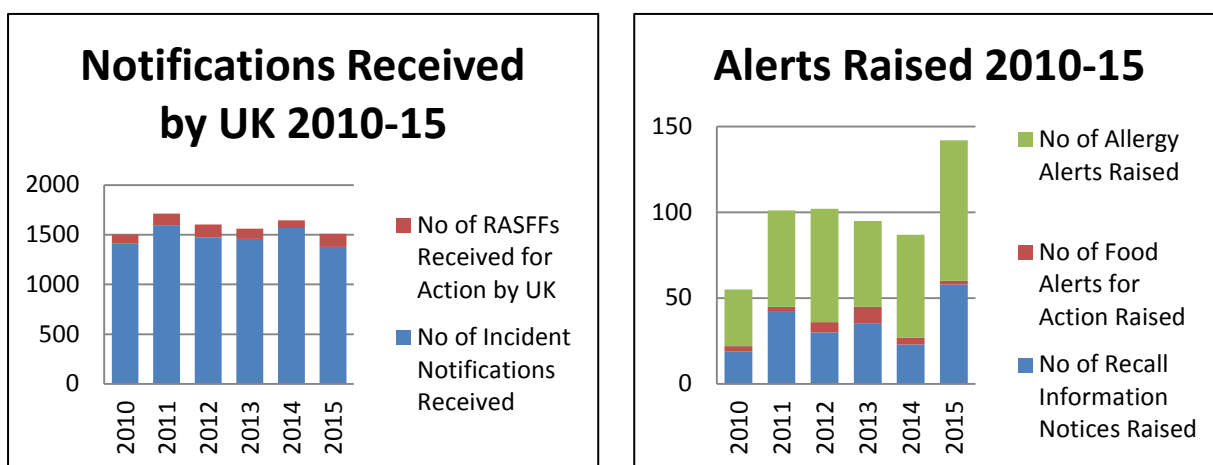 Notifications Received
by UK 2010-15
2000
1500
1000
500
0
2010
2011
2012
2013
2014
2015
No of RASFFs
Received for
Action by UK
No of Incident
Notifications
Received
Alerts Raised 2010-15
150
100
50
0
2010
2011
2012
2013
2014
2015
No of Allergy
Alerts Raised
No of Food
Alerts for
Action Raised
No of Recall
Information
Notices Raised